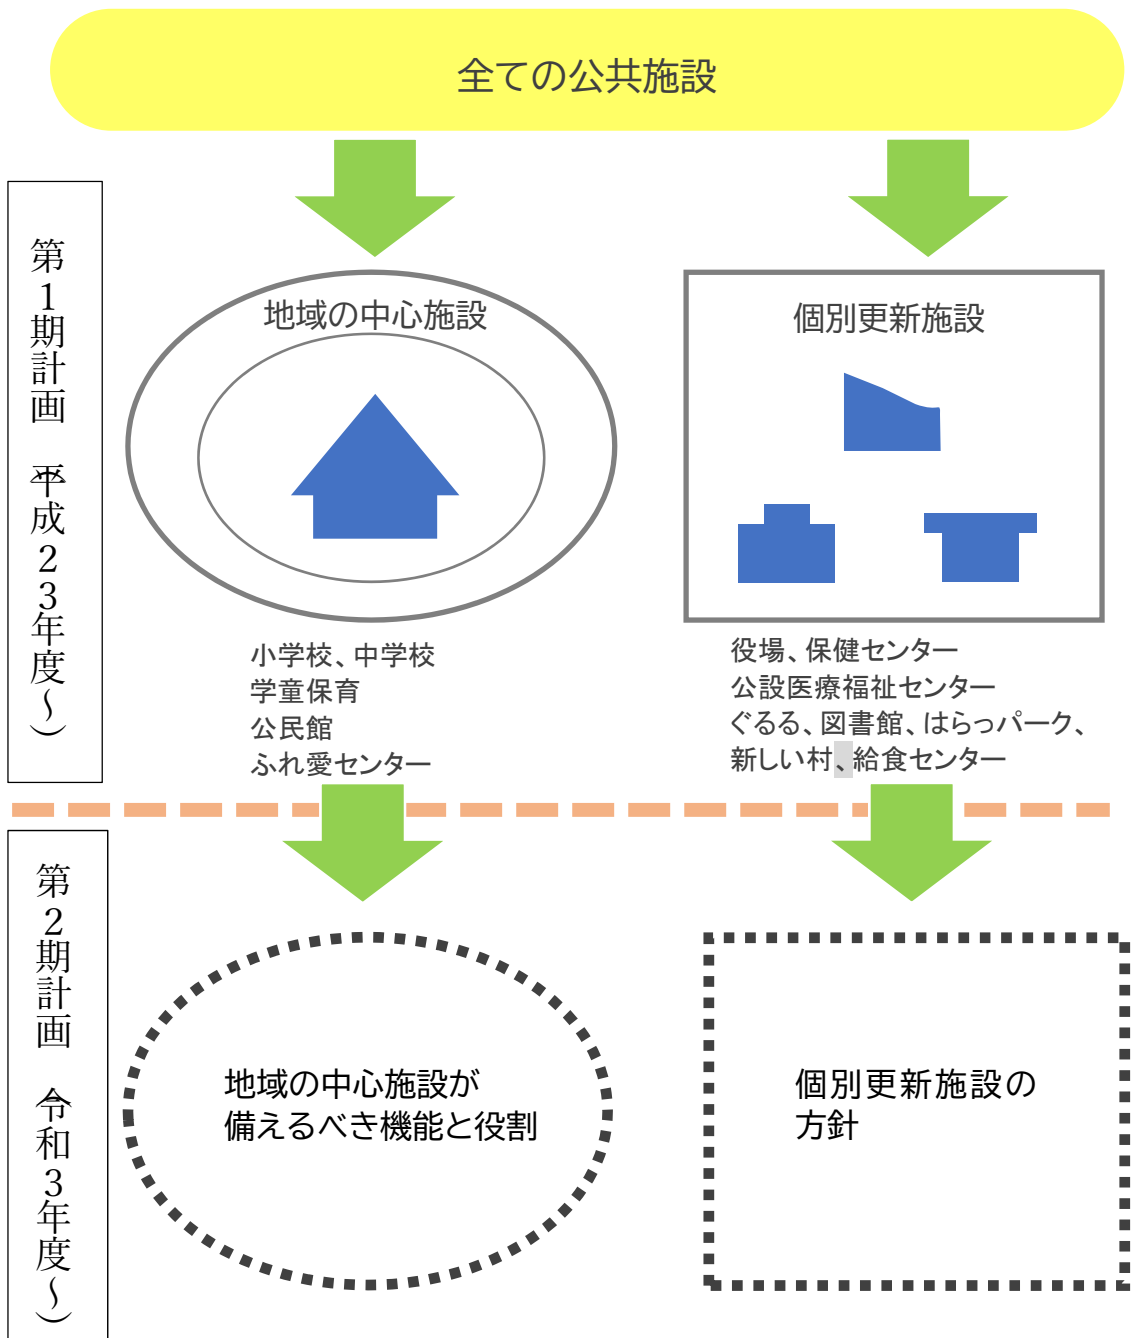 全ての公共施設
第1期計画（平成23年度～）
地域の中心施設
個別更新施設
小学校、中学校
学童保育
公民館
ふれ愛センター
役場、保健センター
公設医療福祉センター
ぐるる、図書館、はらっパーク、
新しい村、給食センター
第2期計画（令和3年度～）
地域の中心施設が
備えるべき機能と役割
個別更新施設の
方針